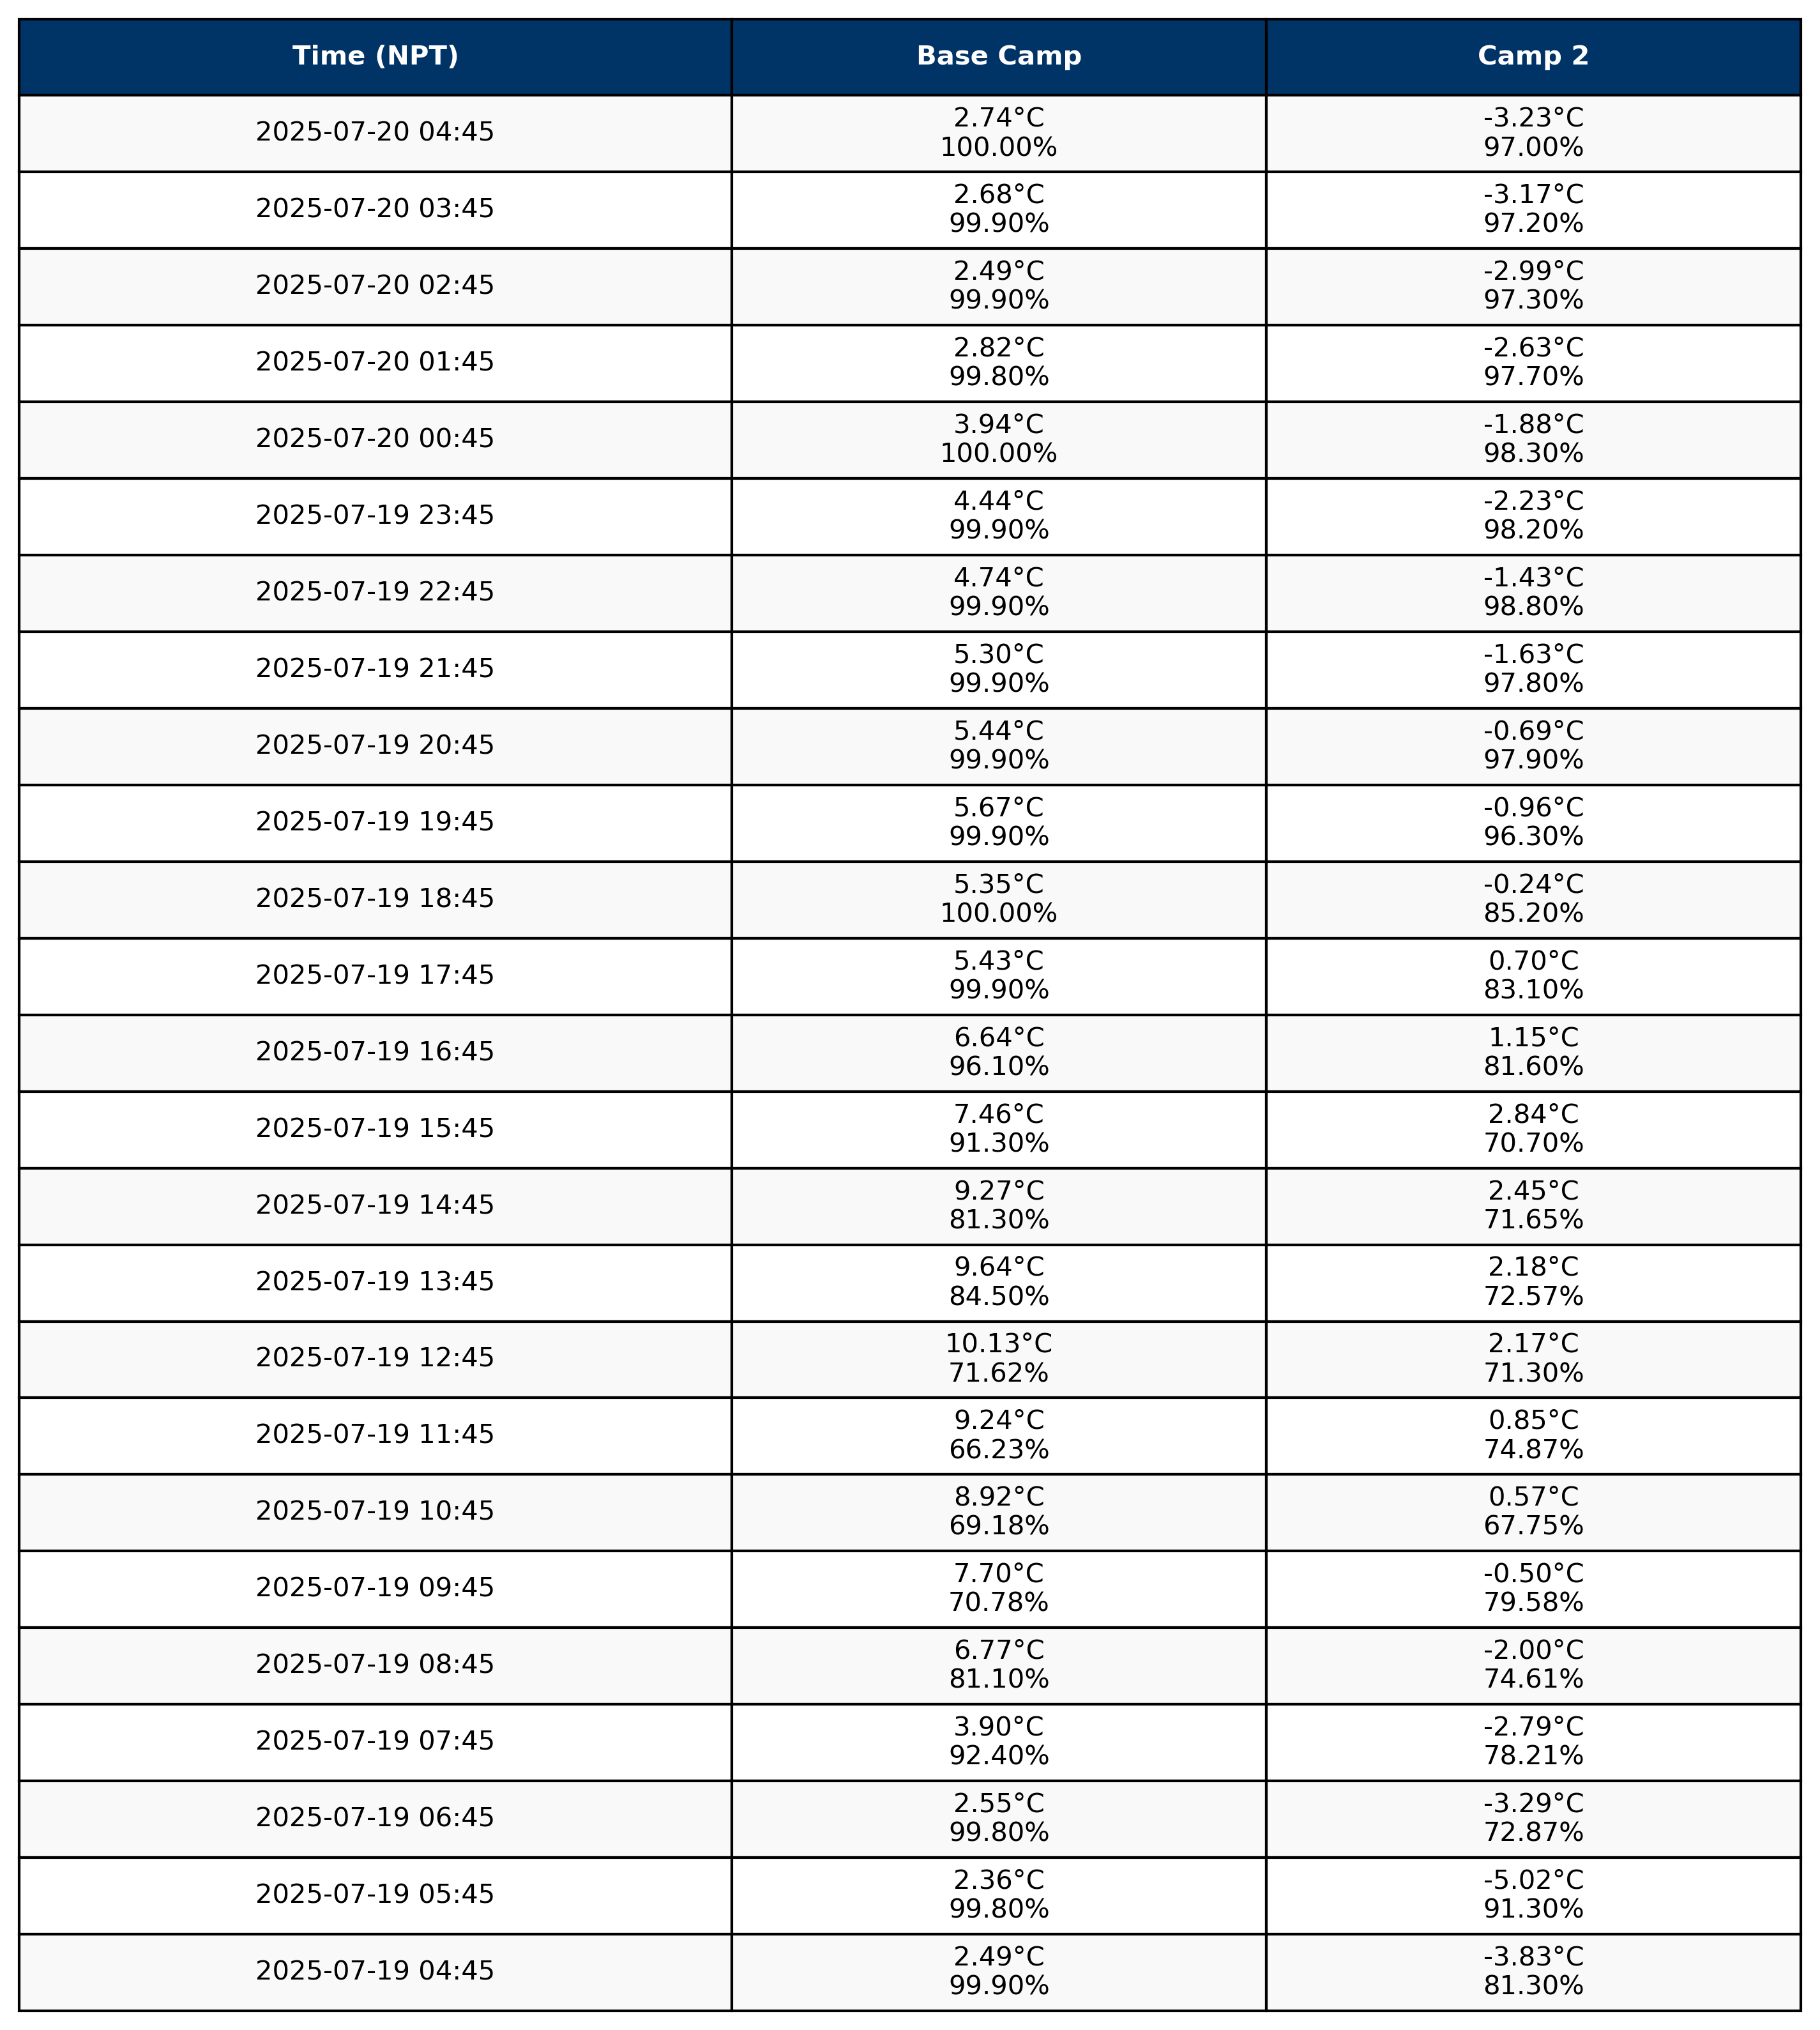 Time (NPT) Base Camp Camp 2
2025-07-20 04:45 2.74°C -3.23°C
100.00% 97.00%
2025-07-20 03:45 2.68°C -3.17°C
99.90% 97.20%
2025-07-20 02:45 2.49°C -2.99°C
99.90% 97.30%
2025-07-20 01:45 2.82°C -2.63°C
99.80% 97.70%
2025-07-20 00:45 3.94°C -1.88°C
100.00% 98.30%
2025-07-19 23:45 4.44°C -2.23°C
99.90% 98.20%
2025-07-19 22:45 4.74°C -1.43°C
99.90% 98.80%
2025-07-19 21:45 5.30°C -1.63°C
99.90% 97.80%
2025-07-19 20:45 5.44°C -0.69°C
99.90% 97.90%
2025-07-19 19:45 5.67°C -0.96°C
99.90% 96.30%
2025-07-19 18:45 5.35°C -0.24°C
100.00% 85.20%
2025-07-19 17:45 5.43°C 0.70°C
99.90% 83.10%
2025-07-19 16:45 6.64°C 1.15°C
96.10% 81.60%
2025-07-19 15:45 7.46°C 2.84°C
91.30% 70.70%
2025-07-19 14:45 9.27°C 2.45°C
81.30% 71.65%
2025-07-19 13:45 9.64°C 2.18°C
84.50% 72.57%
2025-07-19 12:45 10.13°C 2.17°C
71.62% 71.30%
2025-07-19 11:45 9.24°C 0.85°C
66.23% 74.87%
2025-07-19 10:45 8.92°C 0.57°C
69.18% 67.75%
2025-07-19 09:45 7.70°C -0.50°C
70.78% 79.58%
2025-07-19 08:45 6.77°C -2.00°C
81.10% 74.61%
2025-07-19 07:45 3.90°C -2.79°C
92.40% 78.21%
2025-07-19 06:45 2.55°C -3.29°C
99.80% 72.87%
2025-07-19 05:45 2.36°C -5.02°C
99.80% 91.30%
2025-07-19 04:45 2.49°C -3.83°C
99.90% 81.30%